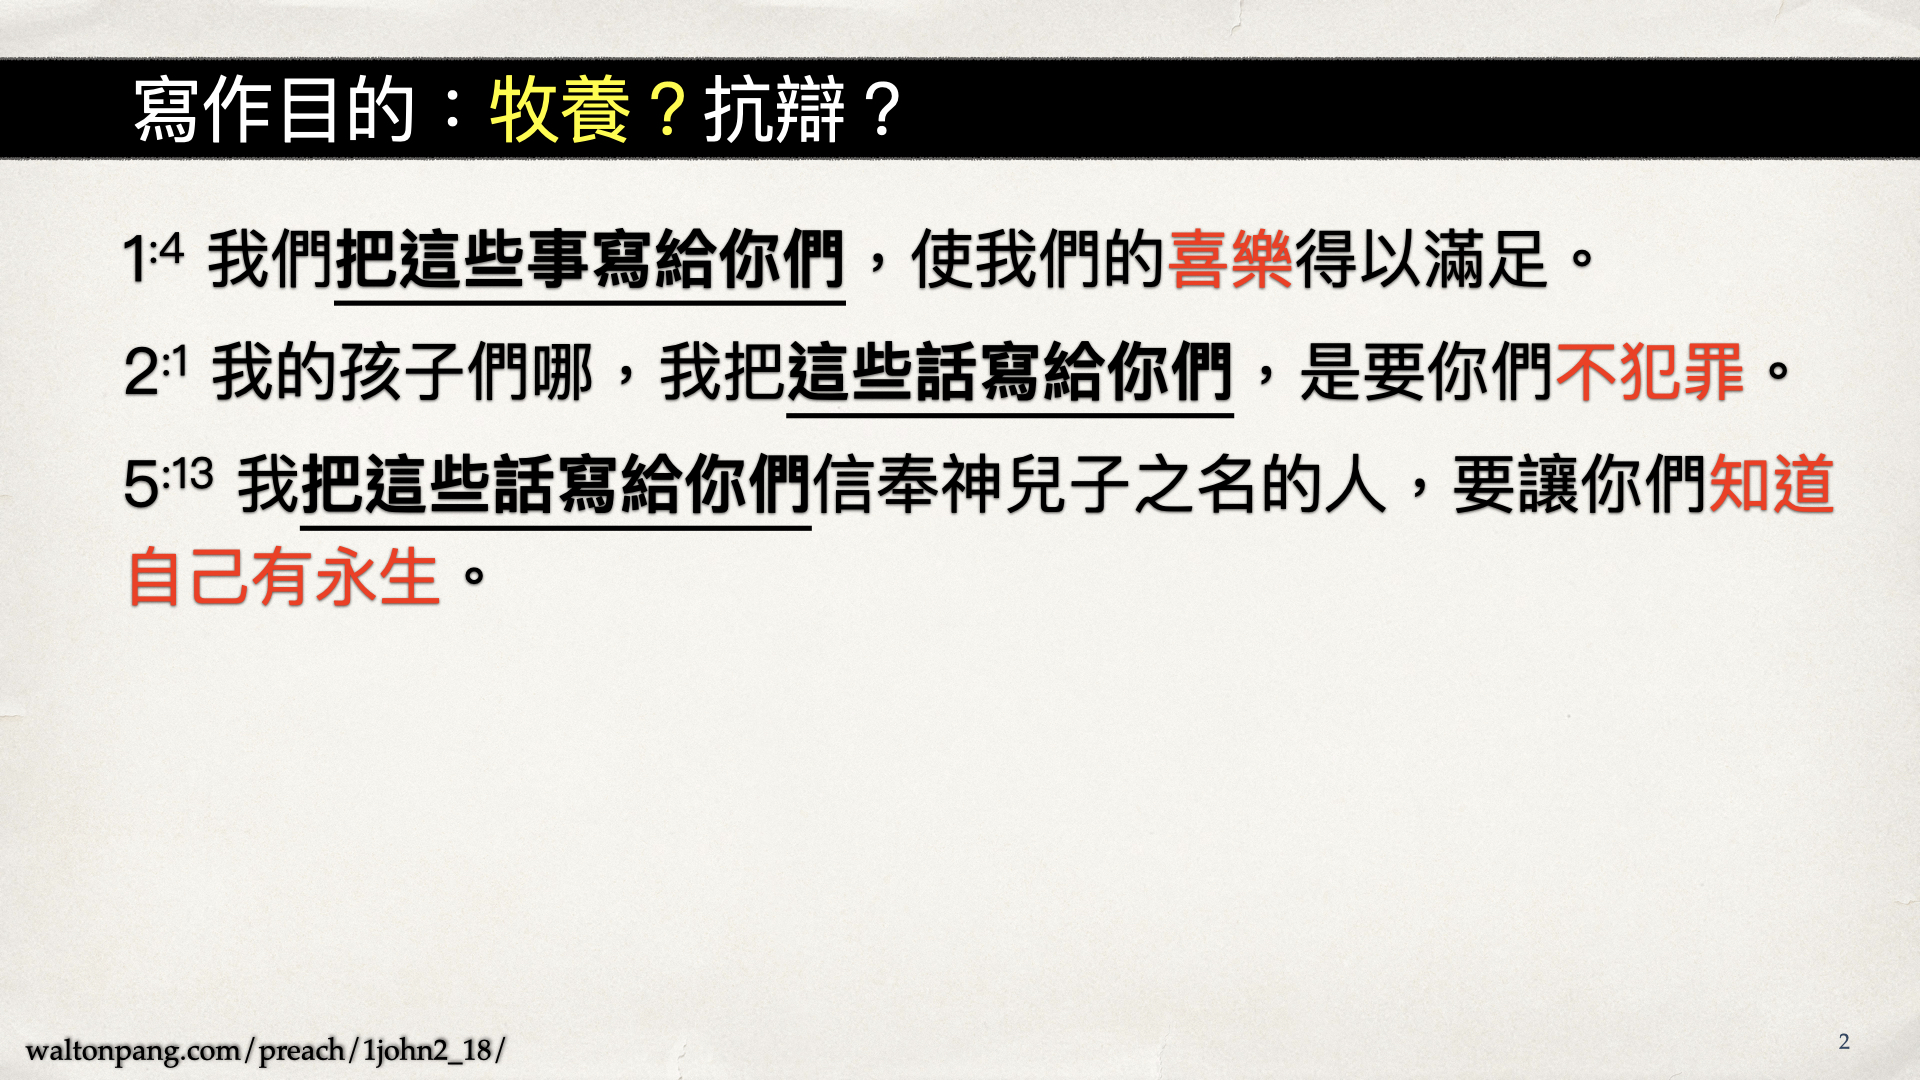 寫作目的：牧養？抗辯？
1:4 我們把這些事寫給你們，使我們的喜樂得以滿足。
2:1 我的孩子們哪，我把這些話寫給你們，是要你們不犯罪。
5:13 我把這些話寫給你們信奉神兒子之名的人，要讓你們知道
自己有永生。
waltonpang.com/preach/1john2_18/
2